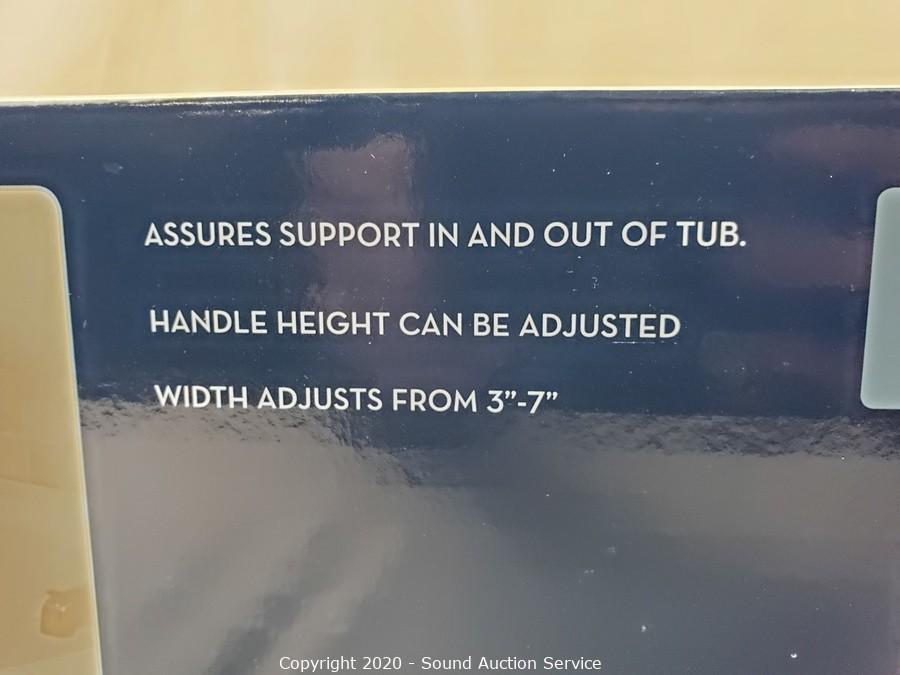 ASSURES SUPPORT IN AND OUT OF TUB.
HANDLE HEIGHT CAN BE ADJUSTED
WIDTH ADJUSTS FROM 3”-7”
Copyright 2020 - Sound Auction Service